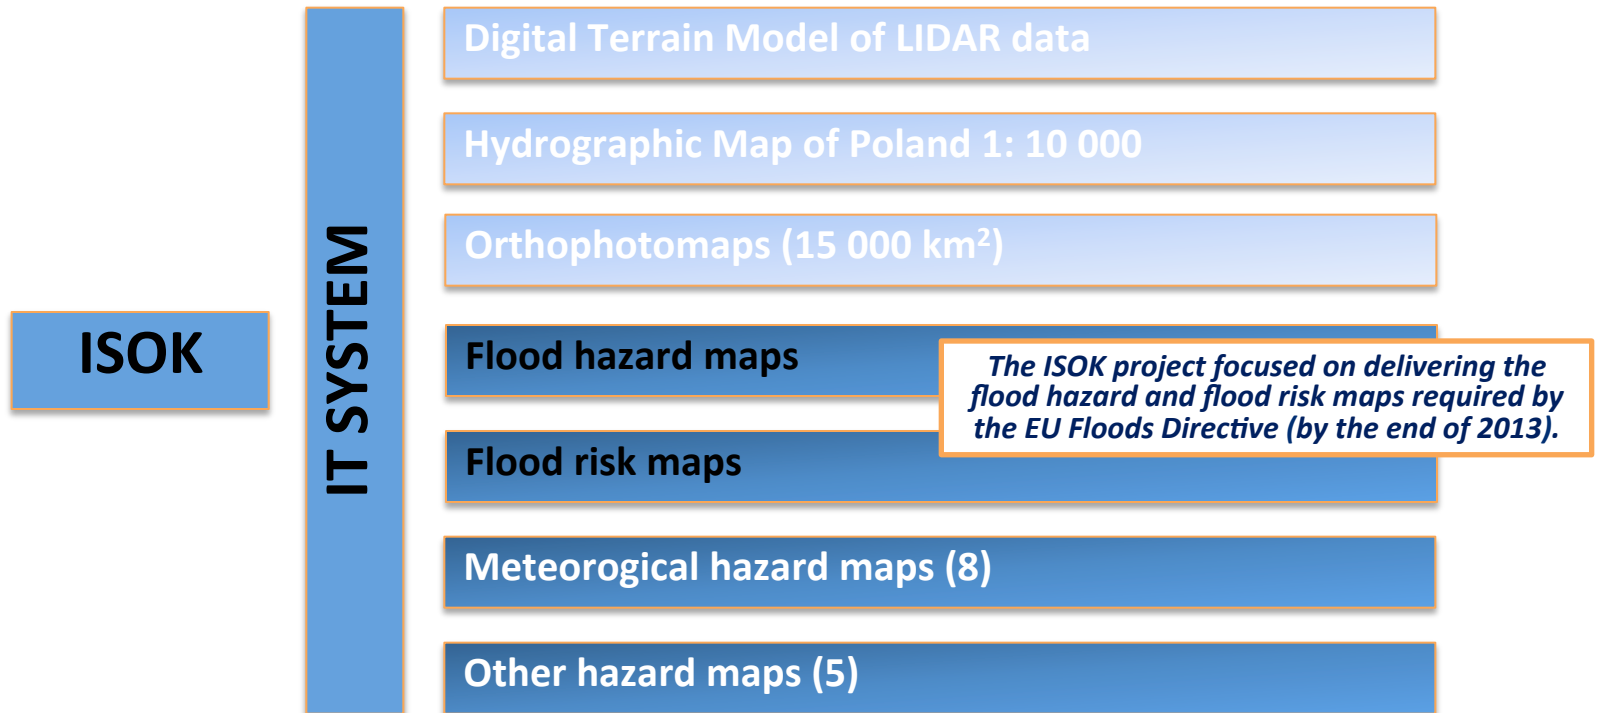 Digital Terrain Model of LIDAR data
Hydrographic Map of Poland 1: 10 000
Orthophotomaps (15 000 km²)
ISOK
IT SYSTEM
Flood hazard maps
The ISOK project focused on delivering the
flood hazard and flood risk maps required by
the EU Floods Directive (by the end of 2013).
Flood risk maps
Meteorogical hazard maps (8)
Other hazard maps (5)